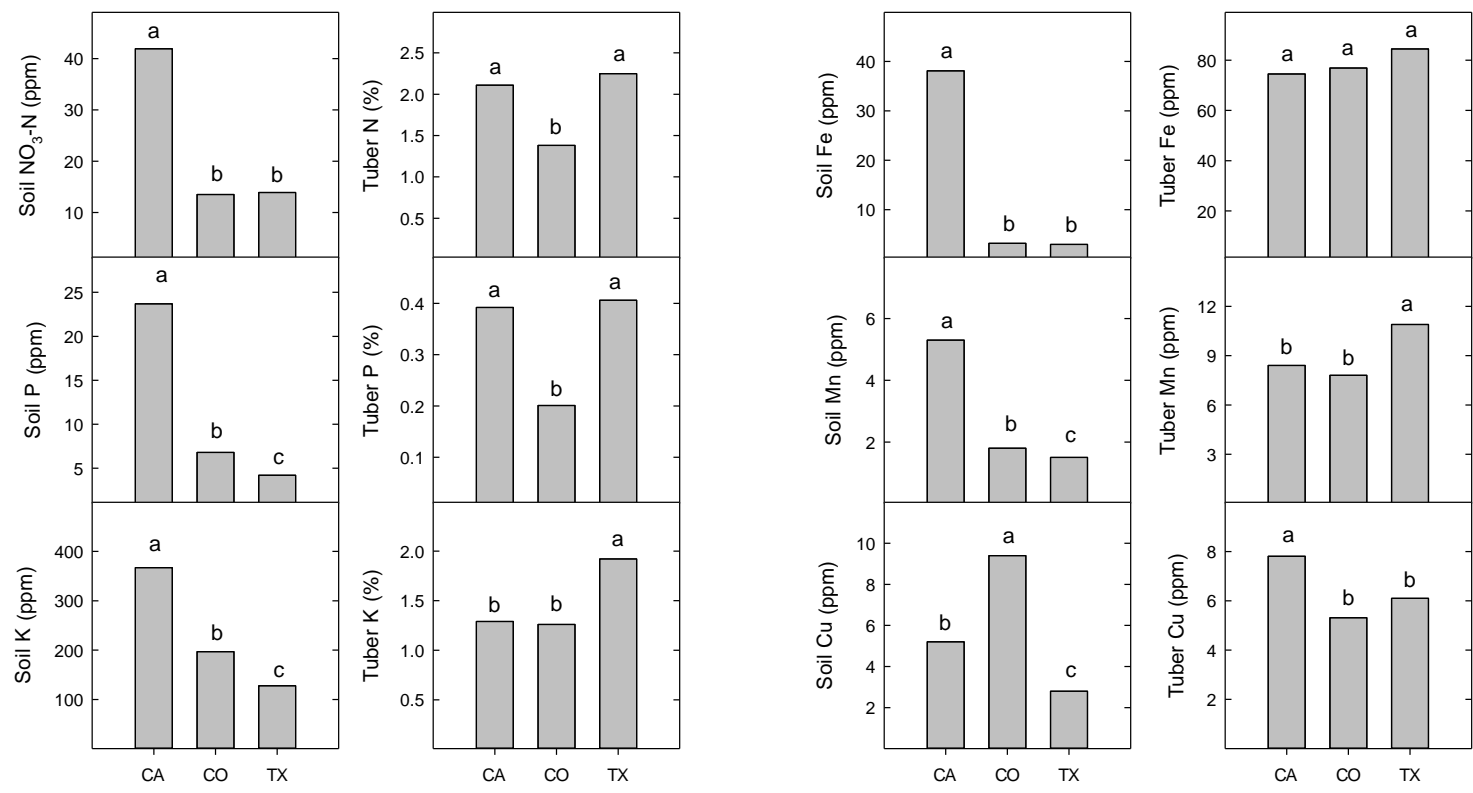 Soil NO3-N (ppm)
40
30
20
10
a
b
b
Tuber N (%)
2.5
2.0
1.5
1.0
0.5
a
b
a
Soil Fe (ppm)
40
30
20
10
a
b
b
Tuber Fe (ppm)
80
60
40
20
a
a
a
Soil P (ppm)
25
20
15
10
5
a
b
c
Tuber P (%)
0.4
0.3
0.2
0.1
a
b
a
Soil Mn (ppm)
6
4
2
a
b
c
Tuber Mn (ppm)
12
9
6
3
b
b
a
Soil K (ppm)
400
300
200
100
a
b
c
CA CO TX
Tuber K (%)
2.0
1.5
1.0
0.5
b
b
a
CA CO TX
Soil Cu (ppm)
10
8
6
4
2
b
a
c
CA CO TX
Tuber Cu (ppm)
8
6
4
2
a
b
b
CA CO TX